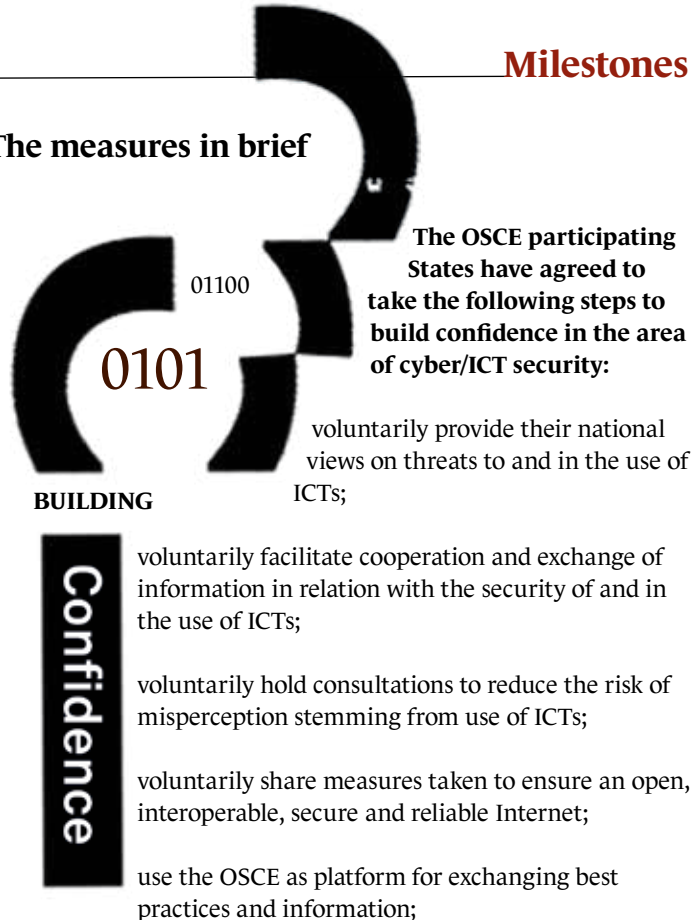 Milestones
The measures in brief
01100
0101
BUILDING
Confidence
The OSCE participating
States have agreed to
take the following steps to
build confidence in the area
of cyber/ICT security:
voluntarily provide their national
views on threats to and in the use of
ICTs;
voluntarily facilitate cooperation and exchange of
information in relation with the security of and in
the use of ICTs;
voluntarily hold consultations to reduce the risk of
misperception stemming from use of ICTs;
voluntarily share measures taken to ensure an open,
interoperable, secure and reliable Internet;
use the OSCE as platform for exchanging best
practices and information;